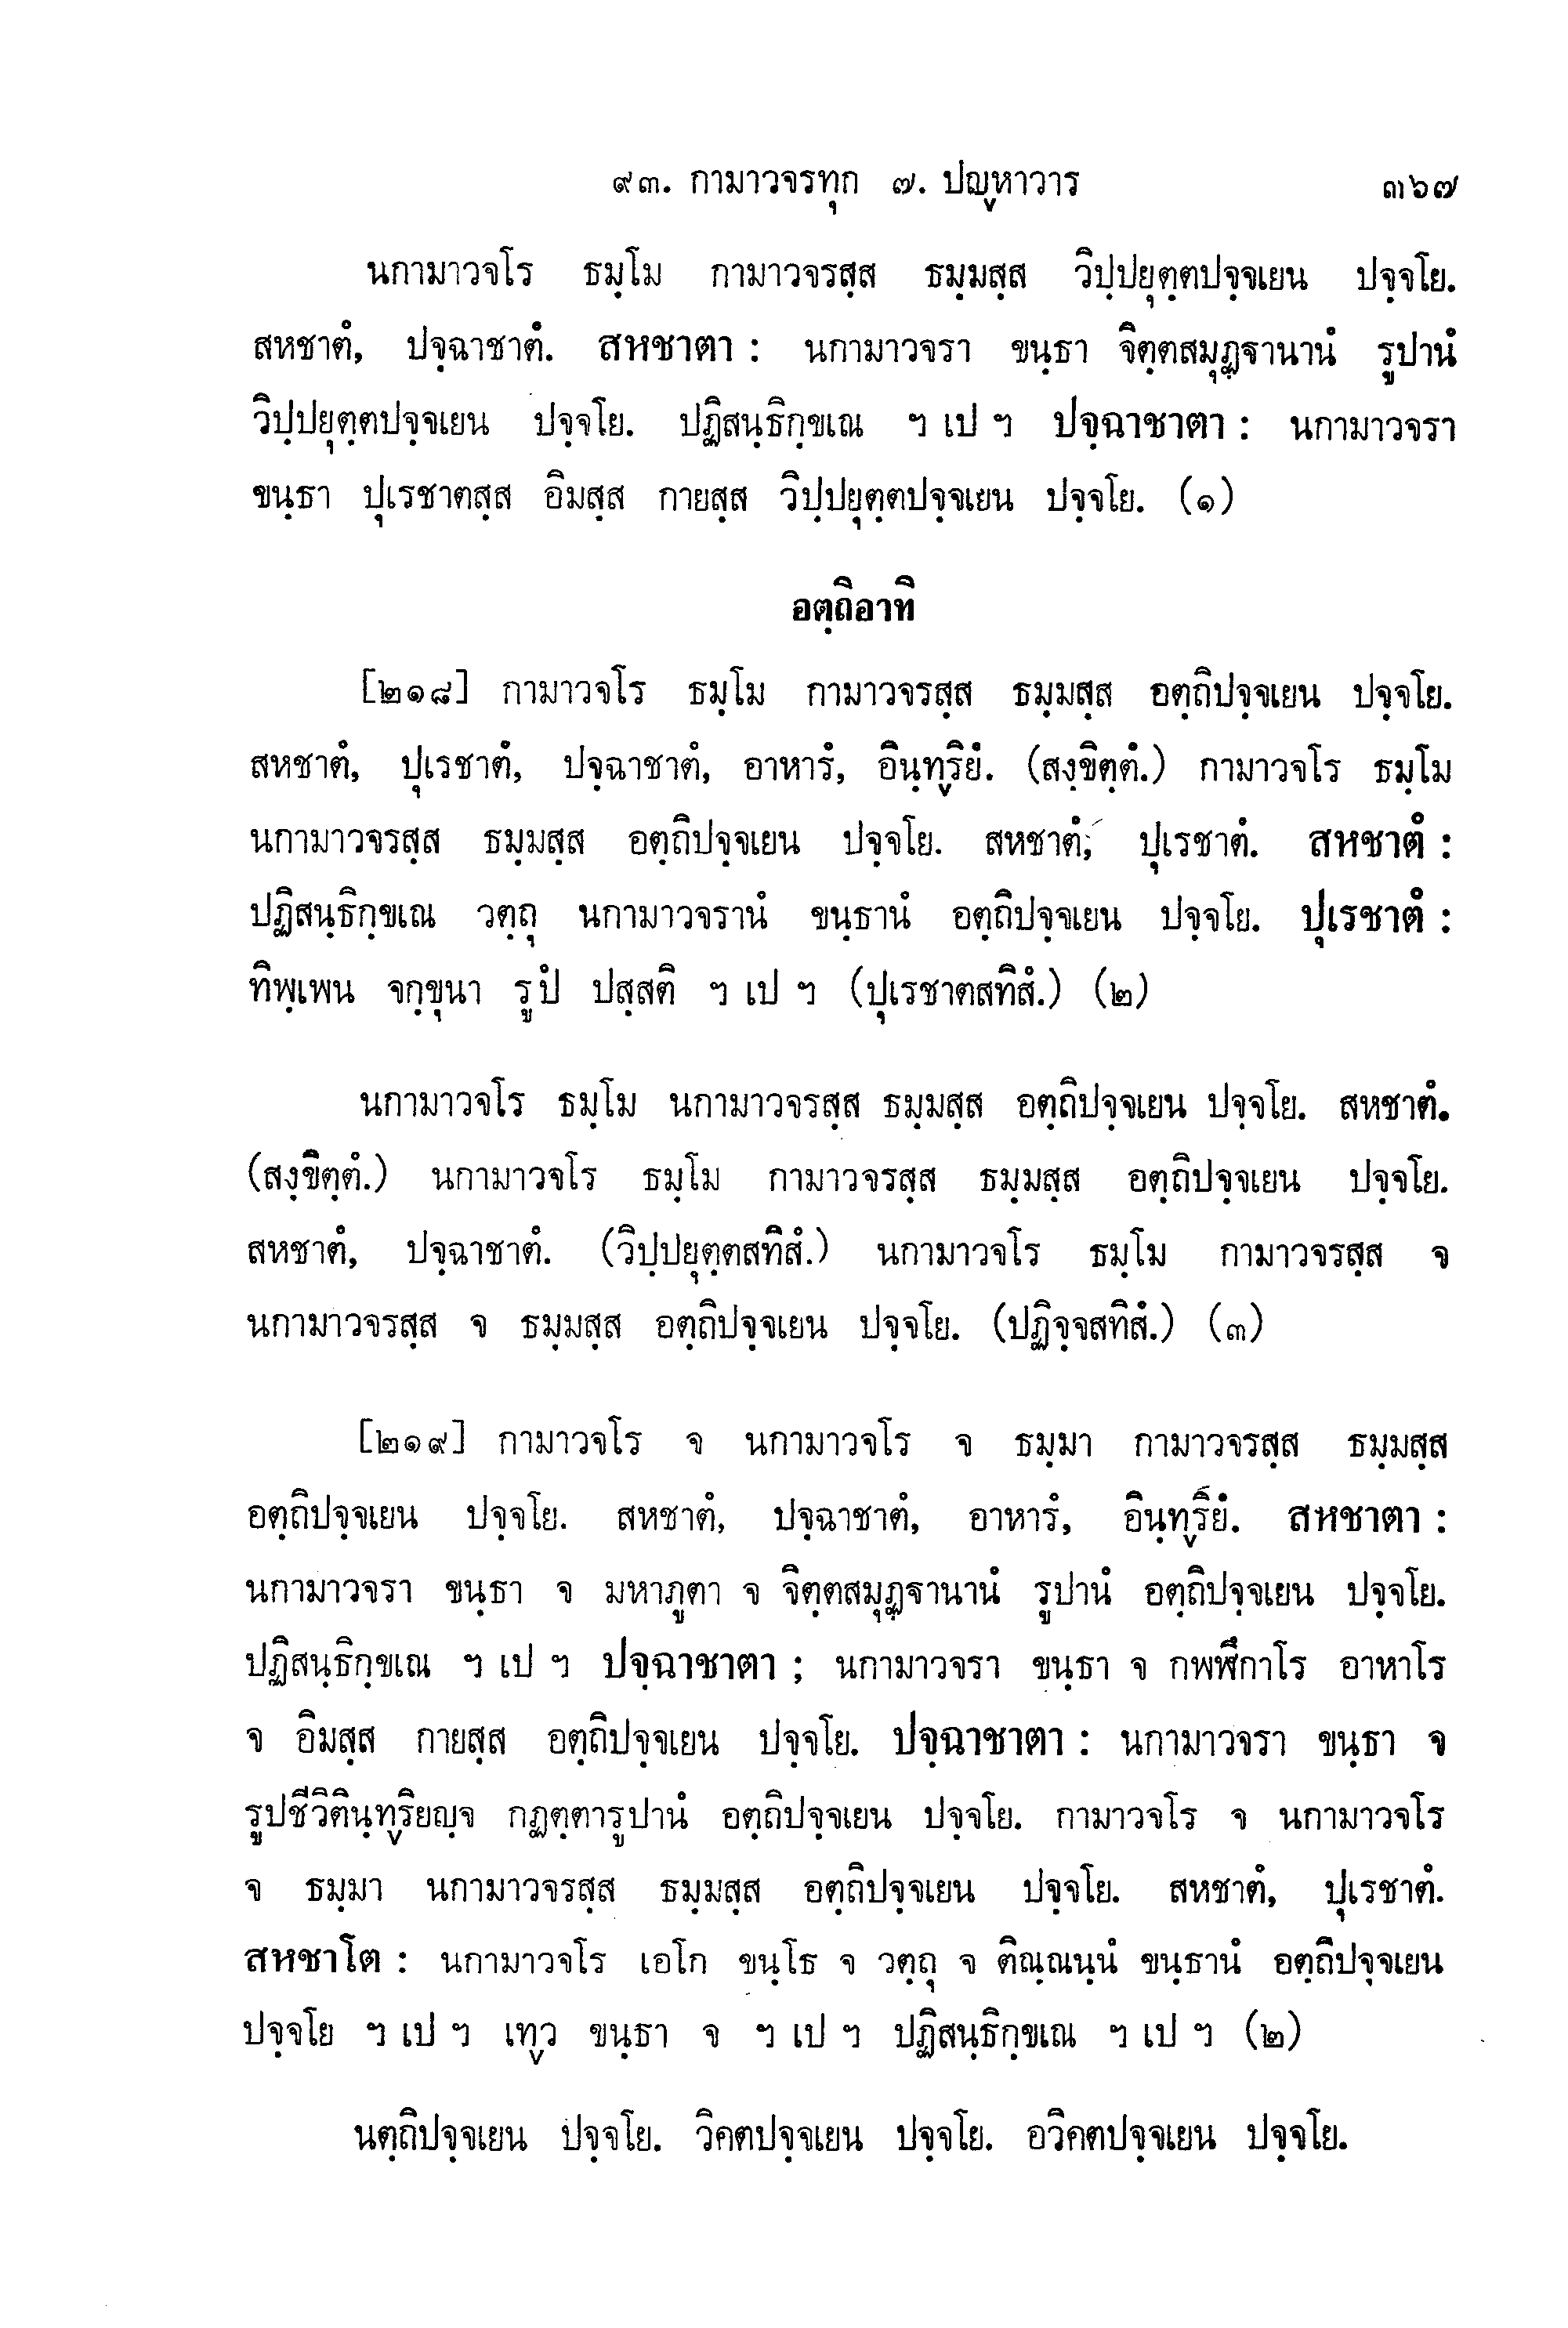 ๙๓. กามาวจรทุก ๗. ปญฺหาวาร ๓๖๗
นกามาวจโร ธมฺโม กามาวจรสฺส ธมฺมสฺส วิปฺปยุตฺตปจฺจเยน ปจฺจโย.
สหชาตํ, ปจฺฉาชาตํ. สหชาตา : นกามาวจรา ขนฺธา จิตฺตสมุฏฺฐานานํ รูปานํ
วิปฺปยุตฺตปจฺจเยน ปจฺจโย. ปฏิสนฺธิกฺขเณ ฯ เป ฯ ปจฺฉาชาตา : นกามาวจรา
ขนฺธา ปุเรชาตสฺส อิมสฺส กายสฺส วิปฺปยุตฺตปจฺจเยน ปจฺจโย. (๑)
อตฺถิอาทิ
[๒๑๘] กามาวจโร ธมฺโม กามาวจรสฺส ธมฺมสฺส อตฺถิปจฺจเยน ปจฺจโย.
สหชาตํ, ปุเรชาตํ, ปจฺฉาชาตํ, อาหารํ, อินฺทฺริยํ. (สงฺขิตฺตํ.) กามาวจโร ธมฺโม
นกามาวจรสฺส ธมฺมสฺส อตฺถิปจฺจเยน ปจฺจโย. สหชาตํ, ปุเรชาตํ. สหชาตํ :
ปฏิสนฺธิกฺขเณ วตฺถุ นกามาวจรานํ ขนฺธานํ อตฺถิปจฺจเยน ปจฺจโย. ปุเรชาตํ :
ทิพฺเพน จกฺขุนา รูปํ ปสฺสติ ฯ เป ฯ (ปุเรชาตสทิสํ.) (๒)
นกามาวจโร ธมฺโม นกามาวจรสฺส ธมฺมสฺส อตฺถิปจฺจเยน ปจฺจโย. สหชาตํ.
(สงฺขิตฺตํ.) นกามาวจโร ธมฺโม กามาวจรสฺส ธมฺมสฺส อตฺถิปจฺจเยน ปจฺจโย.
สหชาตํ, ปจฺฉาชาตํ. (วิปฺปยุตฺตสทิสํ.) นกามาวจโร ธมฺโม กามาวจรสฺส จ
นกามาวจรสฺส จ ธมฺมสฺส อตฺถิปจฺจเยน ปจฺจโย. (ปฏิจฺจสทิสํ.) (๓)
[๒๑๙] กามาวจโร จ นกามาวจโร จ ธมฺมา กามาวจรสฺส ธมฺมสฺส
อตฺถิปจฺจเยน ปจฺจโย. สหชาตํ, ปจฺฉาชาตํ, อาหารํ, อินฺทฺริยํ. สหชาตา :
นกามาวจรา ขนฺธา จ มหาภูตา จ จิตฺตสมุฏฺฐานานํ รูปานํ อตฺถิปจฺจเยน ปจฺจโย.
ปฏิสนฺธิกฺขเณ ฯ เป ฯ ปจฺฉาชาตา ; นกามาวจรา ขนฺธา จ กพฬีกาโร อาหาโร
จ อิมสฺส กายสฺส อตฺถิปจฺจเยน ปจฺจโย. ปจฺฉาชาตา : นกามาวจรา ขนฺธา จ
รูปชีวิตินฺทฺริยญฺจ กฏตฺตารูปานํ อตฺถิปจฺจเยน ปจฺจโย. กามาวจโร จ นกามาวจโร
จ ธมฺมา นกามาวจรสฺส ธมฺมสฺส อตฺถิปจฺจเยน ปจฺจโย. สหชาตํ, ปุเรชาตํ.
สหชาโต : นกามาวจโร เอโก ขนฺโธ จ วตฺถุ จ ติณฺณนฺนํ ขนฺธานํ อตฺถิปจฺจเยน
ปจฺจโย ฯ เป ฯ เทฺว ขนฺธา จ ฯ เป ฯ ปฏิสนฺธิกฺขเณ ฯ เป ฯ (๒)
นตฺถิปจฺจเยน ปจฺจโย. วิคตปจฺจเยน ปจฺจโย. อวิคตปจฺจเยน ปจฺจโย.